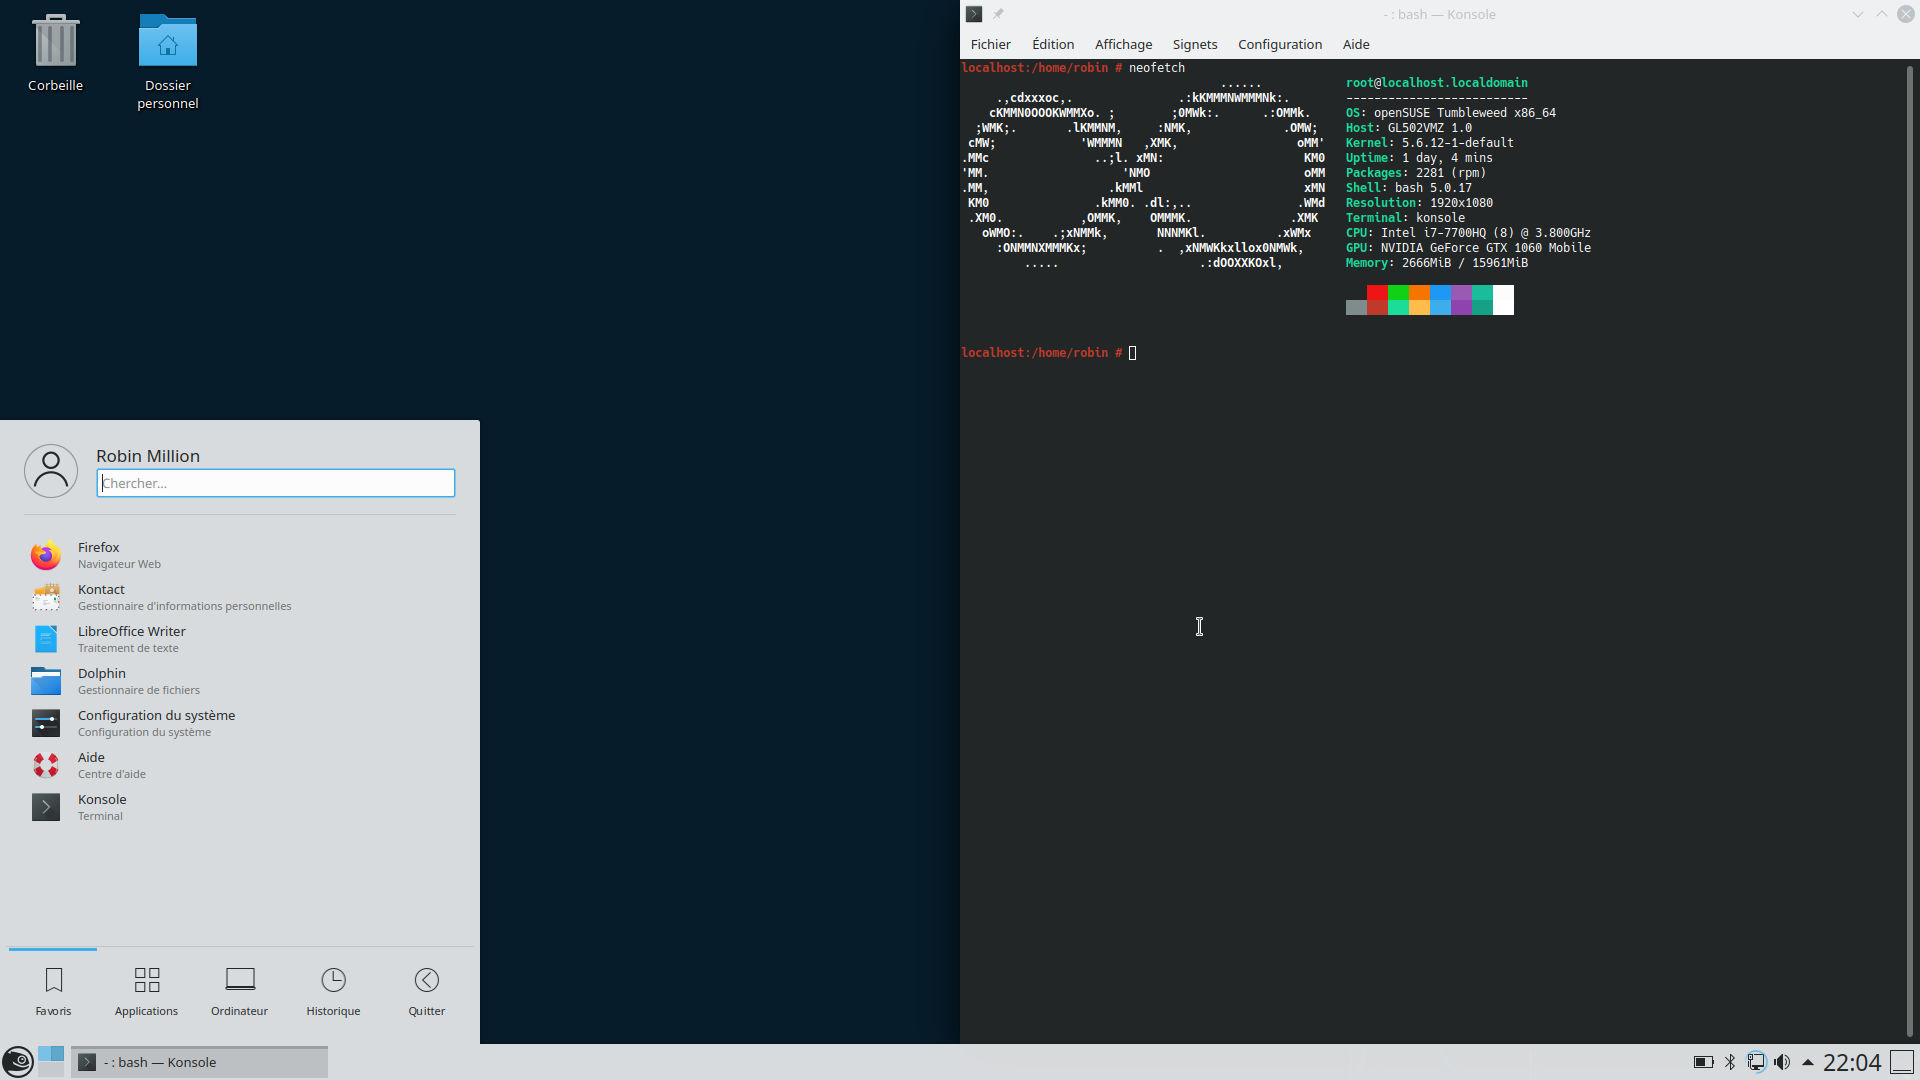 Corbeille
Dossier
personnel
- : bash — Konsole
Fichier Édition Affichage Signets Configuration Aide
localhost:/home/robin # neofetch
...... root@localhost.localdomain
.,cdxxxoc,. .:kKMMMNWMMMNk:. --------------------------
cKMMN0OOOKWMMXo. ; ;0MWk:. .:OMMk. OS: openSUSE Tumbleweed x86_64
;WMK;. .lKMMNM, :NMK, .OMW; Host: GL502VMZ 1.0
cMW; 'WMMMN ,XMK, oMM' Kernel: 5.6.12-1-default
.MMc ..;l. xMN: KM0 Uptime: 1 day, 4 mins
'MM. 'NMO oMM Packages: 2281 (rpm)
.MM, .kMMl xMN Shell: bash 5.0.17
KM0 .kMM0. .dl:,.. .WMd Resolution: 1920x1080
.XM0. ,OMMK, OMMMK. .XMK Terminal: konsole
oWMO:. .;xNMMk, NNNMKl. .xWMx CPU: Intel i7-7700HQ (8) @ 3.800GHz
:ONMMNXMMMKx; . ,xNMWKkxllox0NMWk, GPU: NVIDIA GeForce GTX 1060 Mobile
..... .:dOOXXKOxl, Memory: 2666MiB / 15961MiB
localhost:/home/robin #
Robin Million
Chercher...
Firefox
Navigateur Web
Kontact
Gestionnaire d'informations personnelles
LibreOffice Writer
Traitement de texte
Dolphin
Gestionnaire de fichiers
Configuration du système
Configuration du système
Aide
Centre d'aide
Konsole
Terminal
Favoris Applications Ordinateur Historique Quitter
- : bash — Konsole
22:04